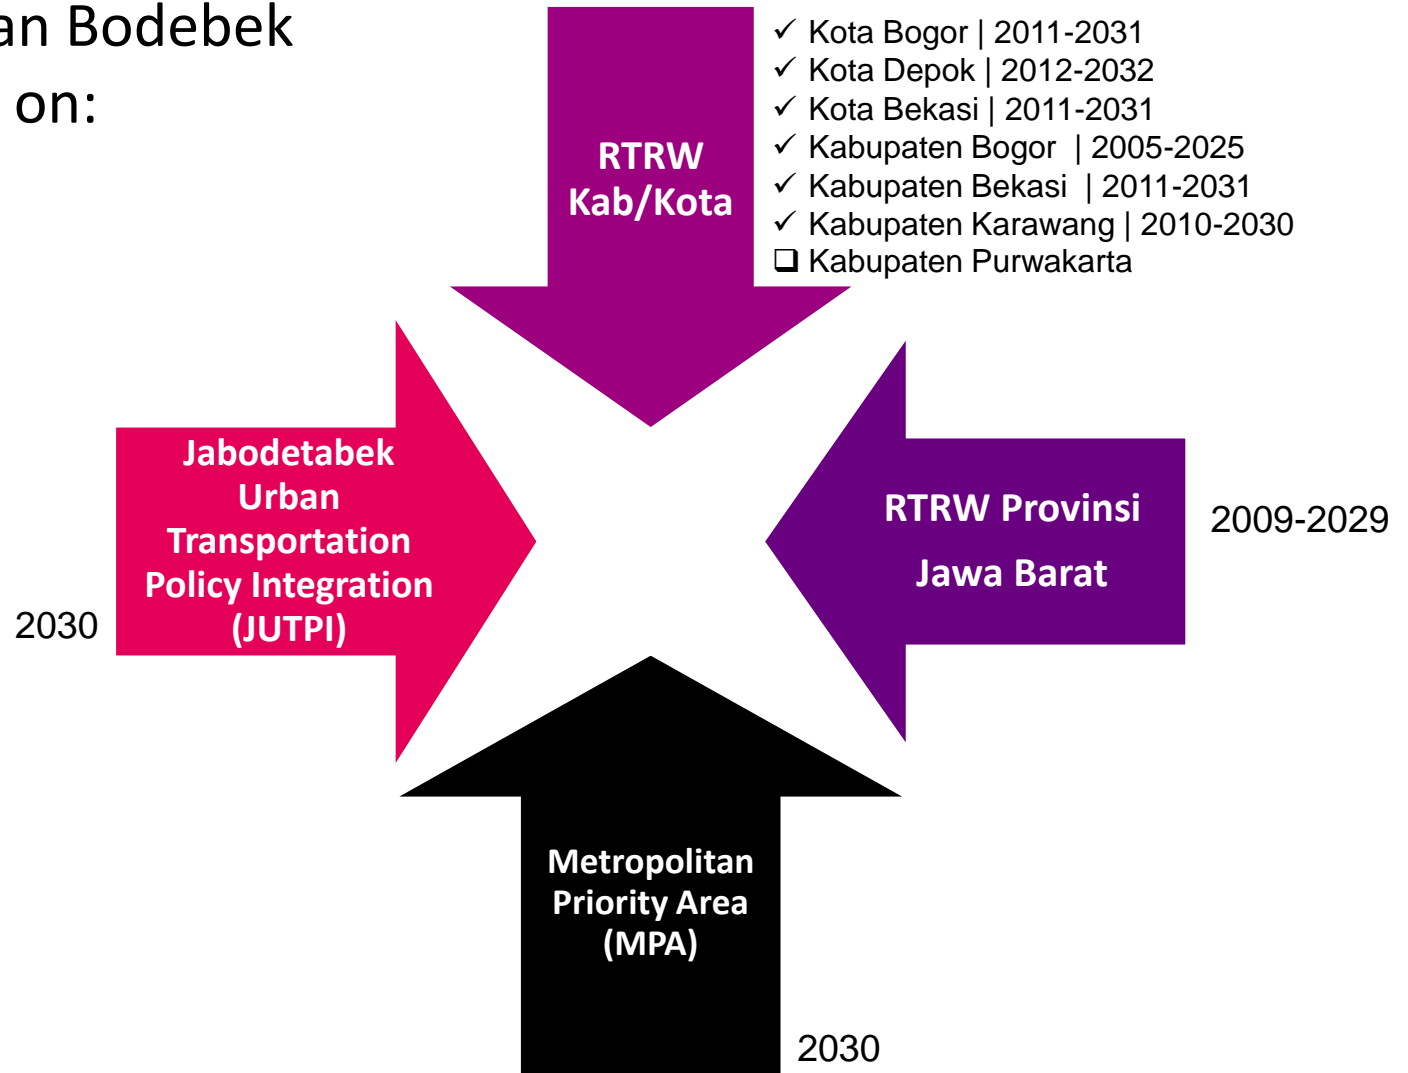 an Bodebek
on:
✓ Kota Bogor | 2011-2031
✓ Kota Depok | 2012-2032
✓ Kota Bekasi | 2011-2031
✓ Kabupaten Bogor | 2005-2025
✓ Kabupaten Bekasi | 2011-2031
✓ Kabupaten Karawang | 2010-2030
❑ Kabupaten Purwakarta
RTRW
Kab/Kota
Jabodetabek
Urban
Transportation
Policy Integration
(JUTPI)
2030
RTRW Provinsi
Jawa Barat
2009-2029
Metropolitan
Priority Area
(MPA)
2030